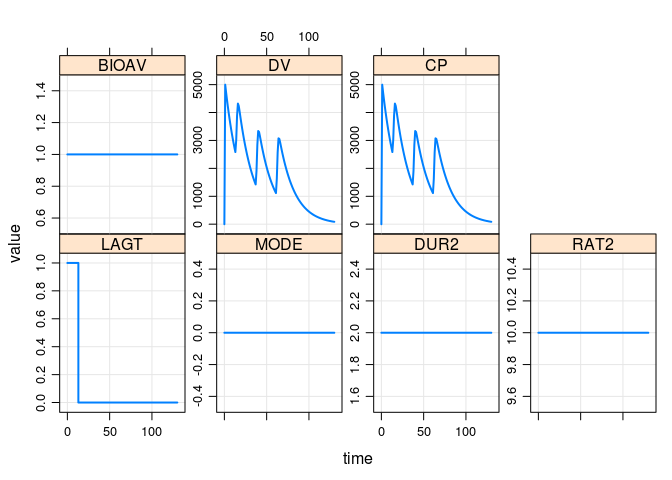 0 50 100
BIOAV DV CP
0.6 0.8 1.0 1.2 1.4
0 1000 3000 5000
0 1000 3000 5000
value
LAGT MODE DUR2 RAT2
0.0 0.2 0.4 0.6 0.8 1.0
-0.4 -0.2 0.0 0.2 0.4
1.6 1.8 2.0 2.2 2.4
9.6 9.8 10.0 10.2 10.4
0 50 100 0 50 100
time